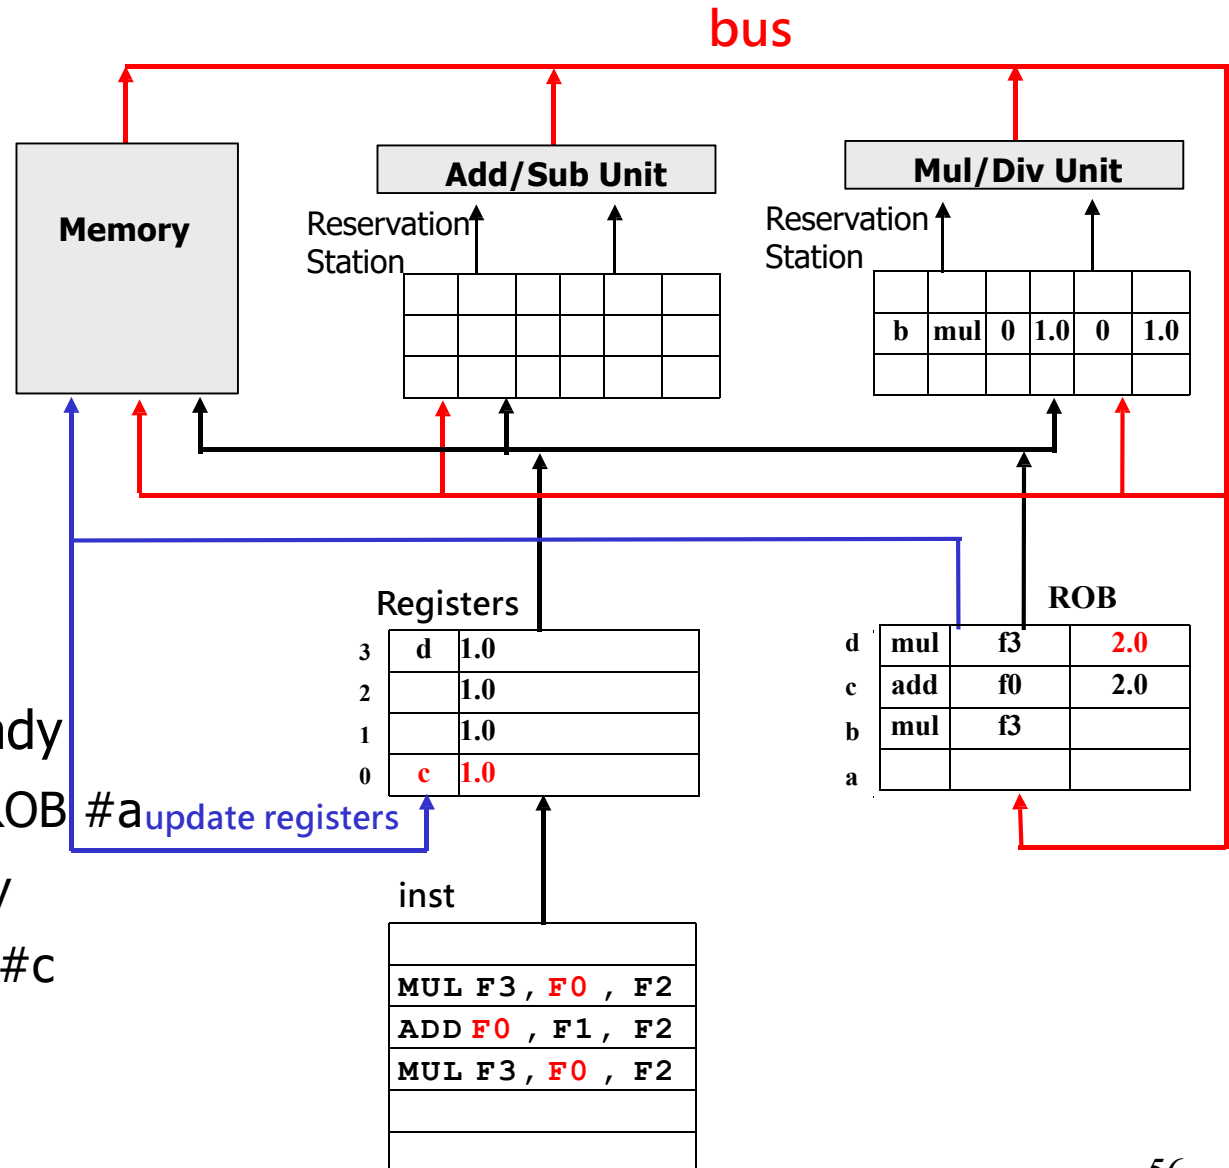 bus
Memory
Add/Sub Unit
Mul/Div Unit
Reservation
Station
Reservation
Station
b mul 0 1.0 0 1.0
Registers
3 d 1.0
2 1.0
1 1.0
0 c 1.0
ROB
d mul f3 2.0
c add f0 2.0
b mul f3
a
#a
update registers
#c
inst
MUL F3, F0 , F2
ADD F0 , F1, F2
MUL F3, F0 , F2